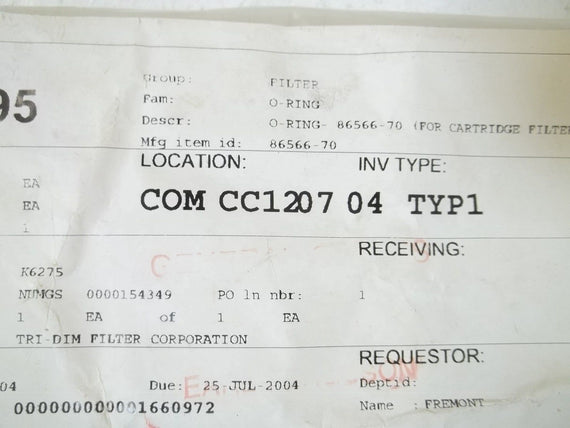 95
Group: FILTER
Fam: O-RING
Descr: O-RING- 86566-70 (FOR CARTRIDGE FILTE
Mfg item id: 86566-70
LOCATION: INV TYPE:
EA
EA COM CC1207 04 TYP1
1
RECEIVING:
K6275
NUMGS 0000154349 PO ln nbr: 1
1 EA of 1 EA
TRI-DIM FILTER CORPORATION
REQUESTOR:
04 Due: 25-JUL-2004 Deptid:
0000000000001660972 Name : FREMONT